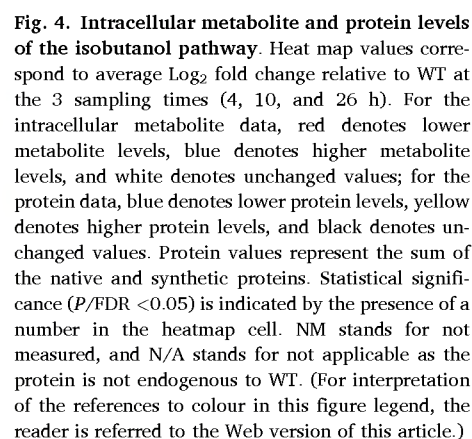 Fig. 4. Intracellular metabolite and protein levels
of the isobutanol pathway. Heat map values corre-
spond to average Log2 fold change relative to WT at
the 3 sampling times (4, 10, and 26 h). For the
intracellular metabolite data, red denotes lower
metabolite levels, blue denotes higher metabolite
levels, and white denotes unchanged values; for the
protein data, blue denotes lower protein levels, yellow
denotes higher protein levels, and black denotes un-
changed values. Protein values represent the sum of
the native and synthetic proteins. Statistical signifi-
cance (P/FDR <0.05) is indicated by the presence of a
number in the heatmap cell. NM stands for not
measured, and N/A stands for not applicable as the
protein is not endogenous to WT. (For interpretation
of the references to colour in this figure legend, the
reader is referred to the Web version of this article.)